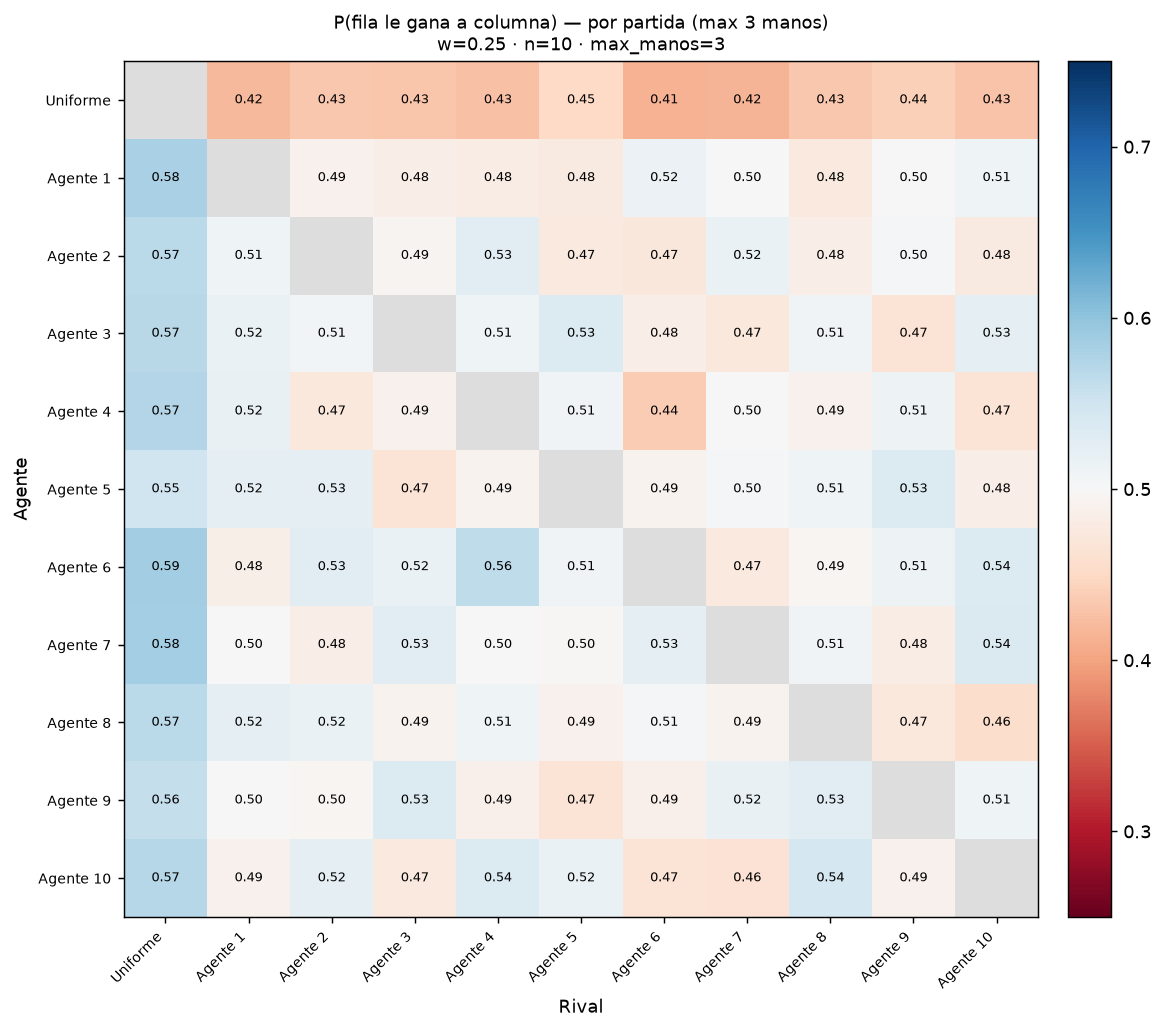 P(fila le gana a columna) — por partida (max 3 manos)
w=0.25 · n=10 · max_manos=3
Uniforme 0.42 0.43 0.43 0.43 0.45 0.41 0.42 0.43 0.44 0.43
Agente 1 0.58 0.49 0.48 0.48 0.48 0.52 0.50 0.48 0.50 0.51
Agente 2 0.57 0.51 0.49 0.53 0.47 0.47 0.52 0.48 0.50 0.48
Agente 3 0.57 0.52 0.51 0.51 0.53 0.48 0.47 0.51 0.47 0.53
Agente 4 0.57 0.52 0.47 0.49 0.51 0.44 0.50 0.49 0.51 0.47
Agente 5 0.55 0.52 0.53 0.47 0.49 0.49 0.50 0.51 0.53 0.48
Agente 6 0.59 0.48 0.53 0.52 0.56 0.51 0.47 0.49 0.51 0.54
Agente 7 0.58 0.50 0.48 0.53 0.50 0.50 0.53 0.51 0.48 0.54
Agente 8 0.57 0.52 0.52 0.49 0.51 0.49 0.51 0.49 0.47 0.46
Agente 9 0.56 0.50 0.50 0.53 0.49 0.47 0.49 0.52 0.53 0.51
Agente 10 0.57 0.49 0.52 0.47 0.54 0.52 0.47 0.46 0.54 0.49
Uniforme Agente 1 Agente 2 Agente 3 Agente 4 Agente 5 Agente 6 Agente 7 Agente 8 Agente 9 Agente 10
Rival
Agente
0.7
0.6
0.5
0.4
0.3